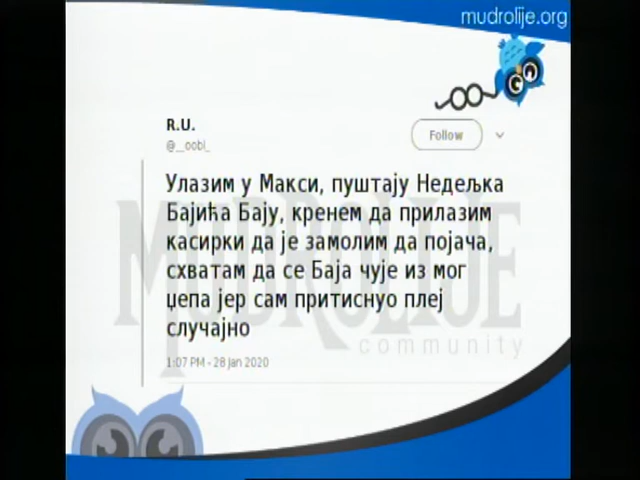 mudrolije.org
R.U.
@__oobi_
Follow
Улазим у Макси, пуштају Недељка
Бајића Бају, кренем да прилазим
касирки да је замолим да појача,
схватам да се Баја чује из мог
џепа јер сам притиснуо плеј
случајно
MUDROLIJE
community
1:07 PM - 28 Jan 2020